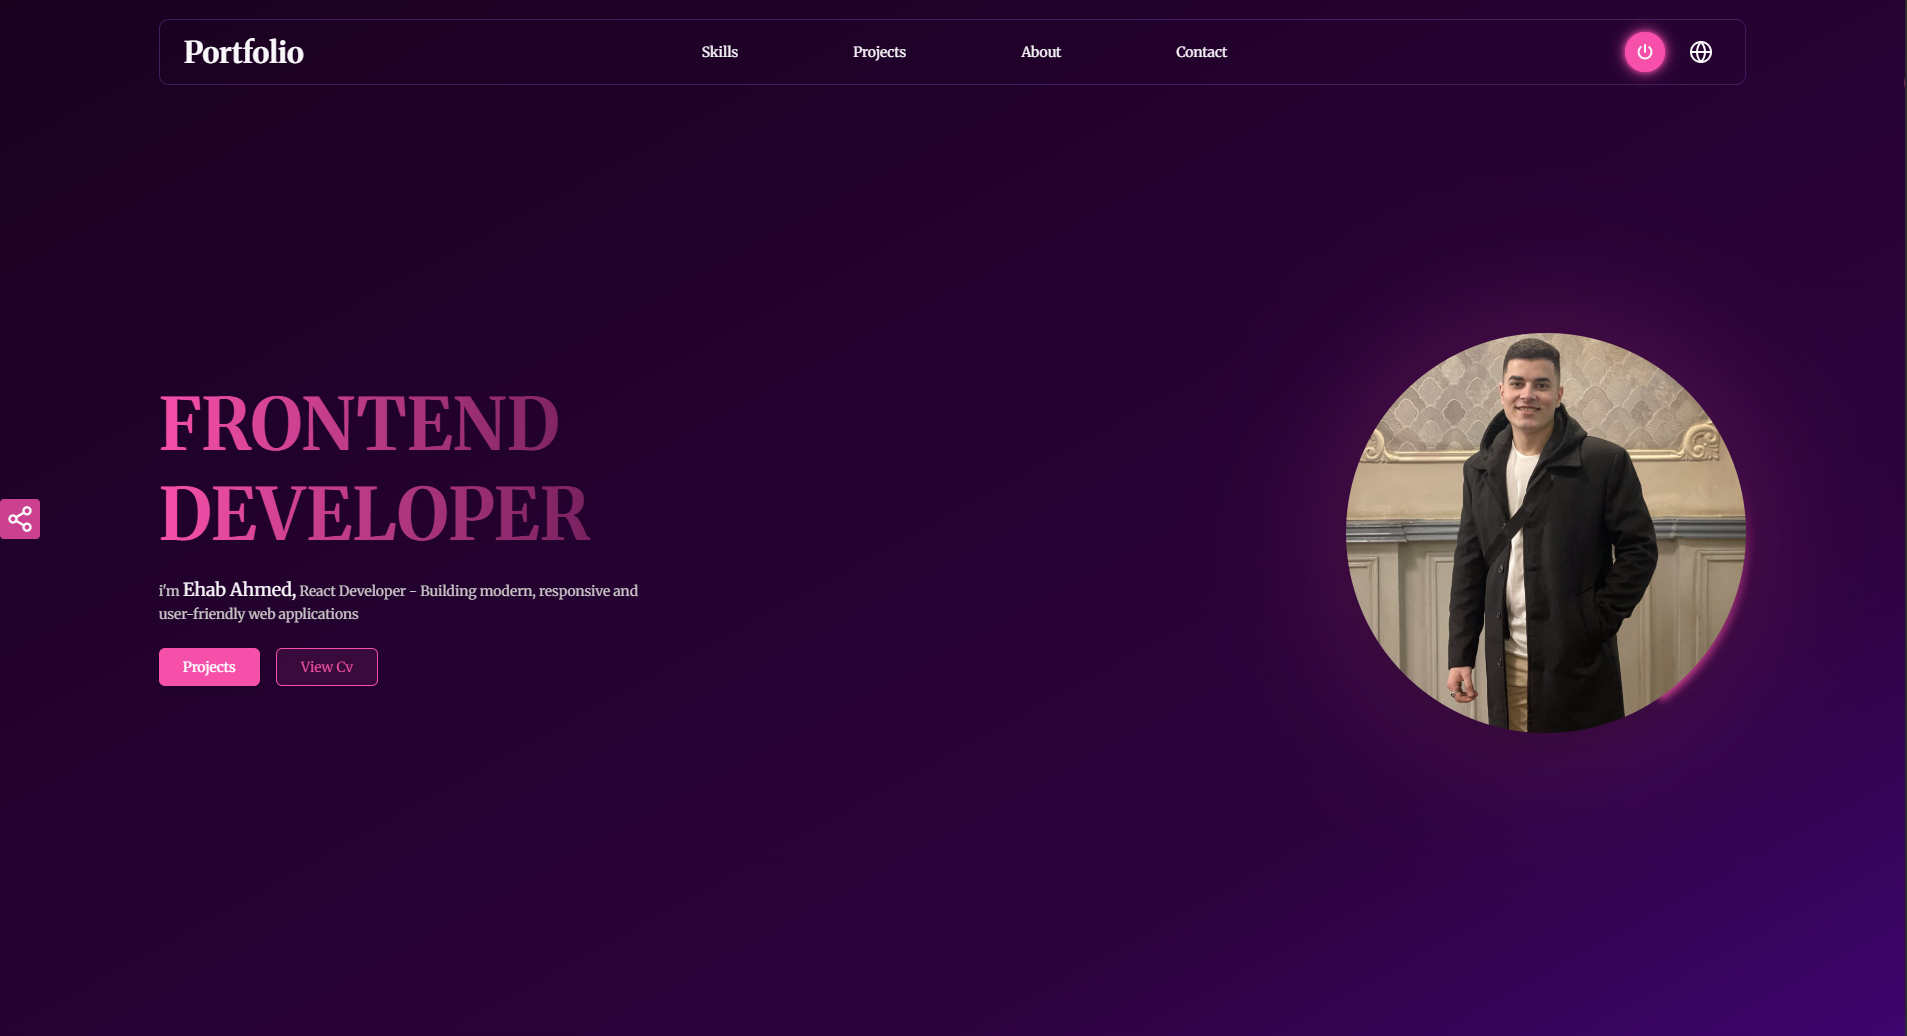 Portfolio
Skills
Projects
About
Contact
FRONTEND
DEVELOPER
i'm Ehab Ahmed, React Developer - Building modern, responsive and
user-friendly web applications
Projects
View Cv